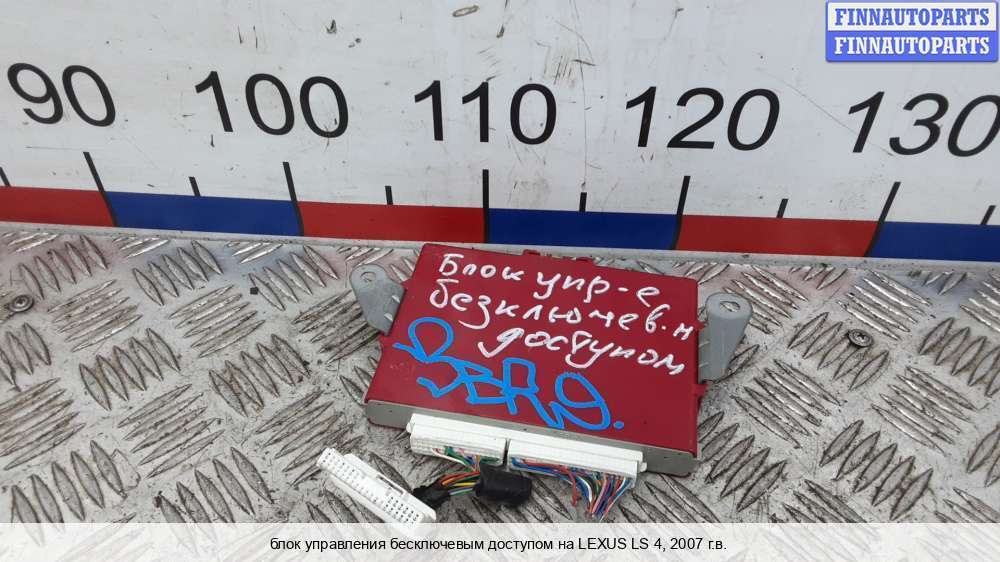 FINNAUTOPARTS
FINNAUTOPARTS
90 100 110 120 130
Блок упр-е
безключев.м
доступом
блок управления бесключевым доступом на LEXUS LS 4, 2007 г.в.